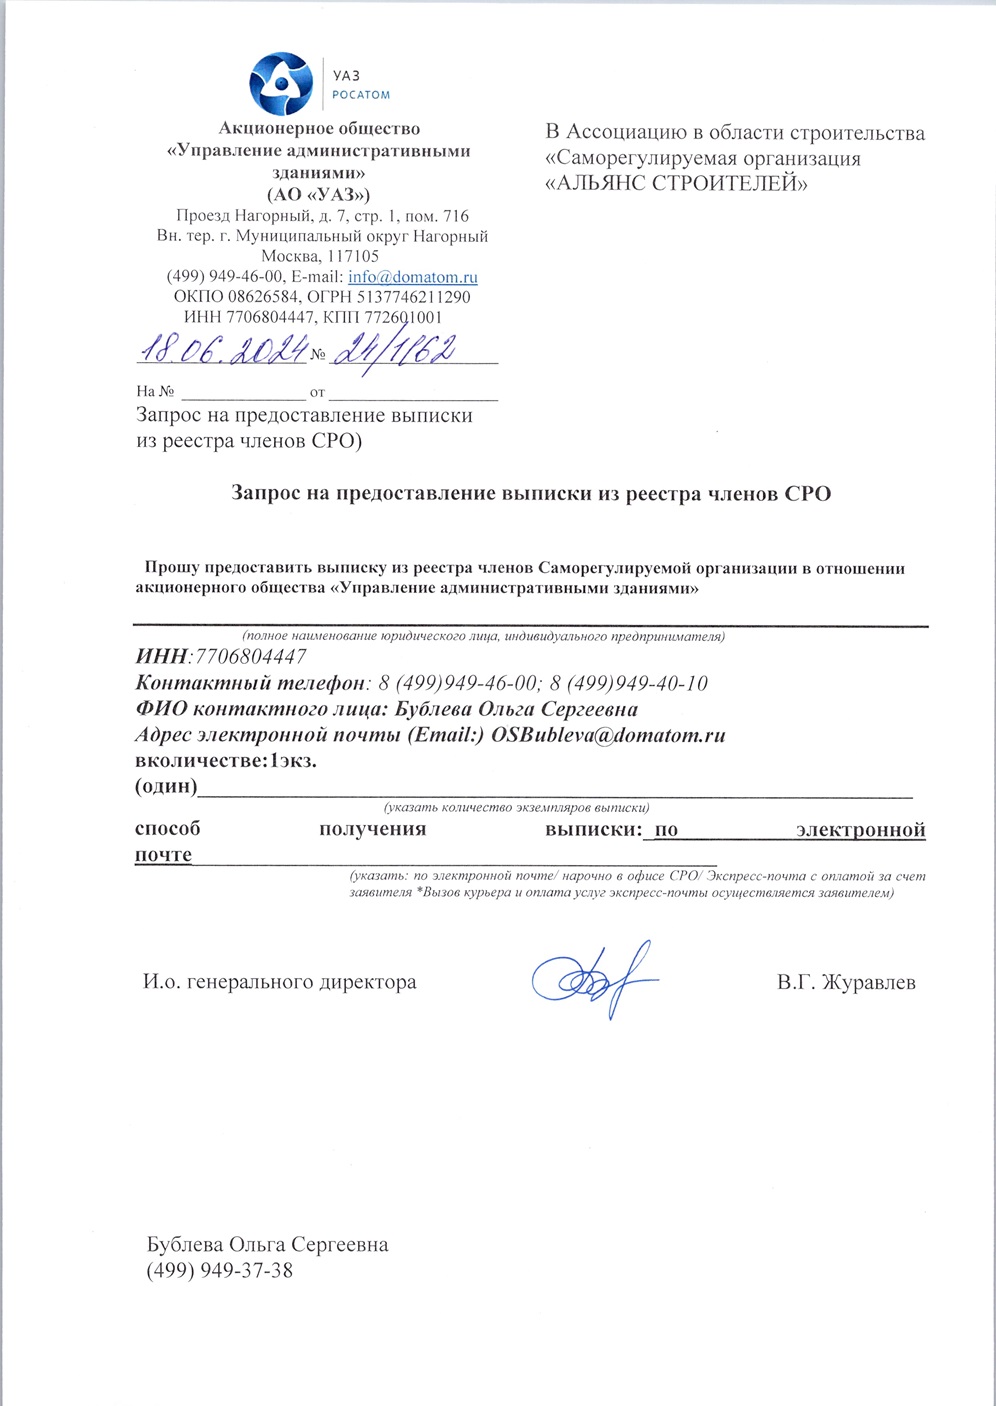 УАЗ
РОСАТОМ
Акционерное общество
«Управление административными
зданиями»
(АО «УАЗ»)
Проезд Нагорный, д. 7, стр. 1, пом. 716
Вн. тер. г. Муниципальный округ Нагорный
Москва, 117105
(499) 949-46-00, E-mail: info@domatom.ru
ОКПО 08626584, ОГРН 5137746211290
ИНН 7706804447, КПП 772601001
18.06.2024 № 24/1/62
На № от
Запрос на предоставление выписки
из реестра членов СРО)
В Ассоциацию в области строительства
«Саморегулируемая организация
«АЛЬЯНС СТРОИТЕЛЕЙ»
Запрос на предоставление выписки из реестра членов СРО
Прошу предоставить выписку из реестра членов Саморегулируемой организации в отношении
акционерного общества «Управление административными зданиями»
(полное наименование юридического лица, индивидуального предпринимателя)
ИНН:7706804447
Контактный телефон: 8 (499)949-46-00; 8 (499)949-40-10
ФИО контактного лица: Бублева Ольга Сергеевна
Адрес электронной почты (Email:) OSBubleva@domatom.ru
вколичестве:1экз.
(один)
(указать количество экземпляров выписки)
способ получения выписки: по электронной
почте
(указать: по электронной почте/ нарочно в офисе СРО/ Экспресс-почта с оплатой за счет
заявителя *Вызов курьера и оплата услуг экспресс-почты осуществляется заявителем)
И.о. генерального директора В.Г. Журавлев
Бублева Ольга Сергеевна
(499) 949-37-38